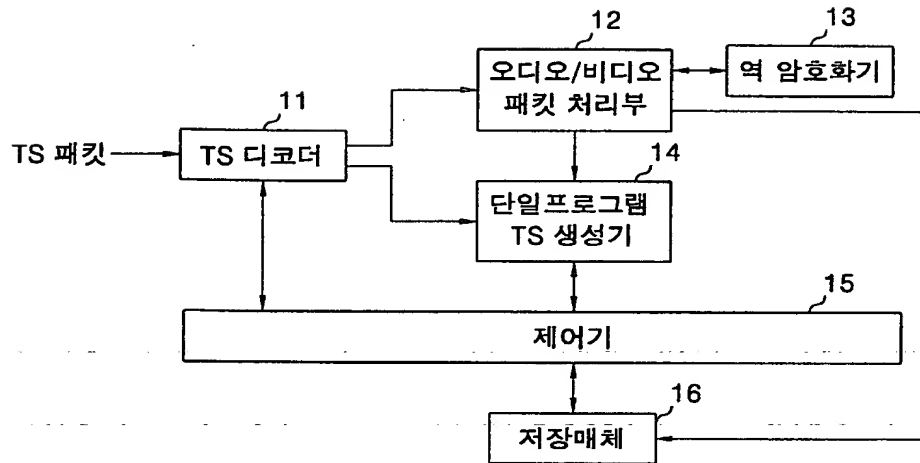 12
13
오디오/비디오
패킷 처리부
역 암호화기
11
TS 패킷
TS 디코더
14
단일프로그램
TS 생성기
15
제어기
16
저장매체